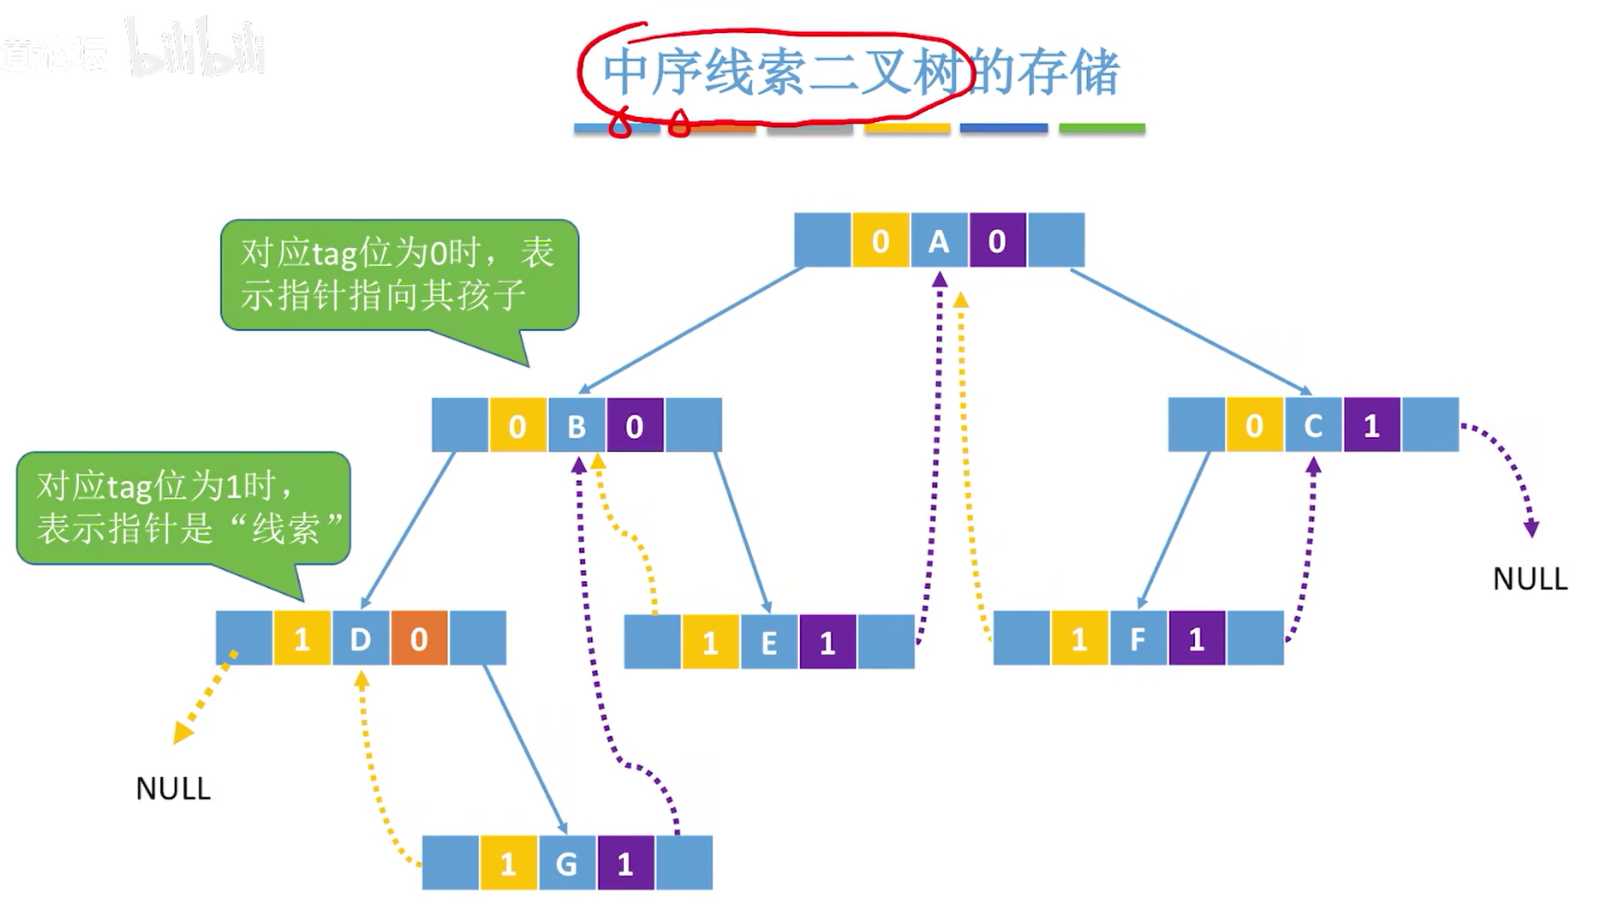 bilibili
中序线索二叉树的存储
对应tag位为0时，表
示指针指向其孩子
0 A 0
0 B 0
0 C 1
对应tag位为1时，
表示指针是“线索”
NULL
1 D 0
1 E 1
1 F 1
NULL
1 G 1